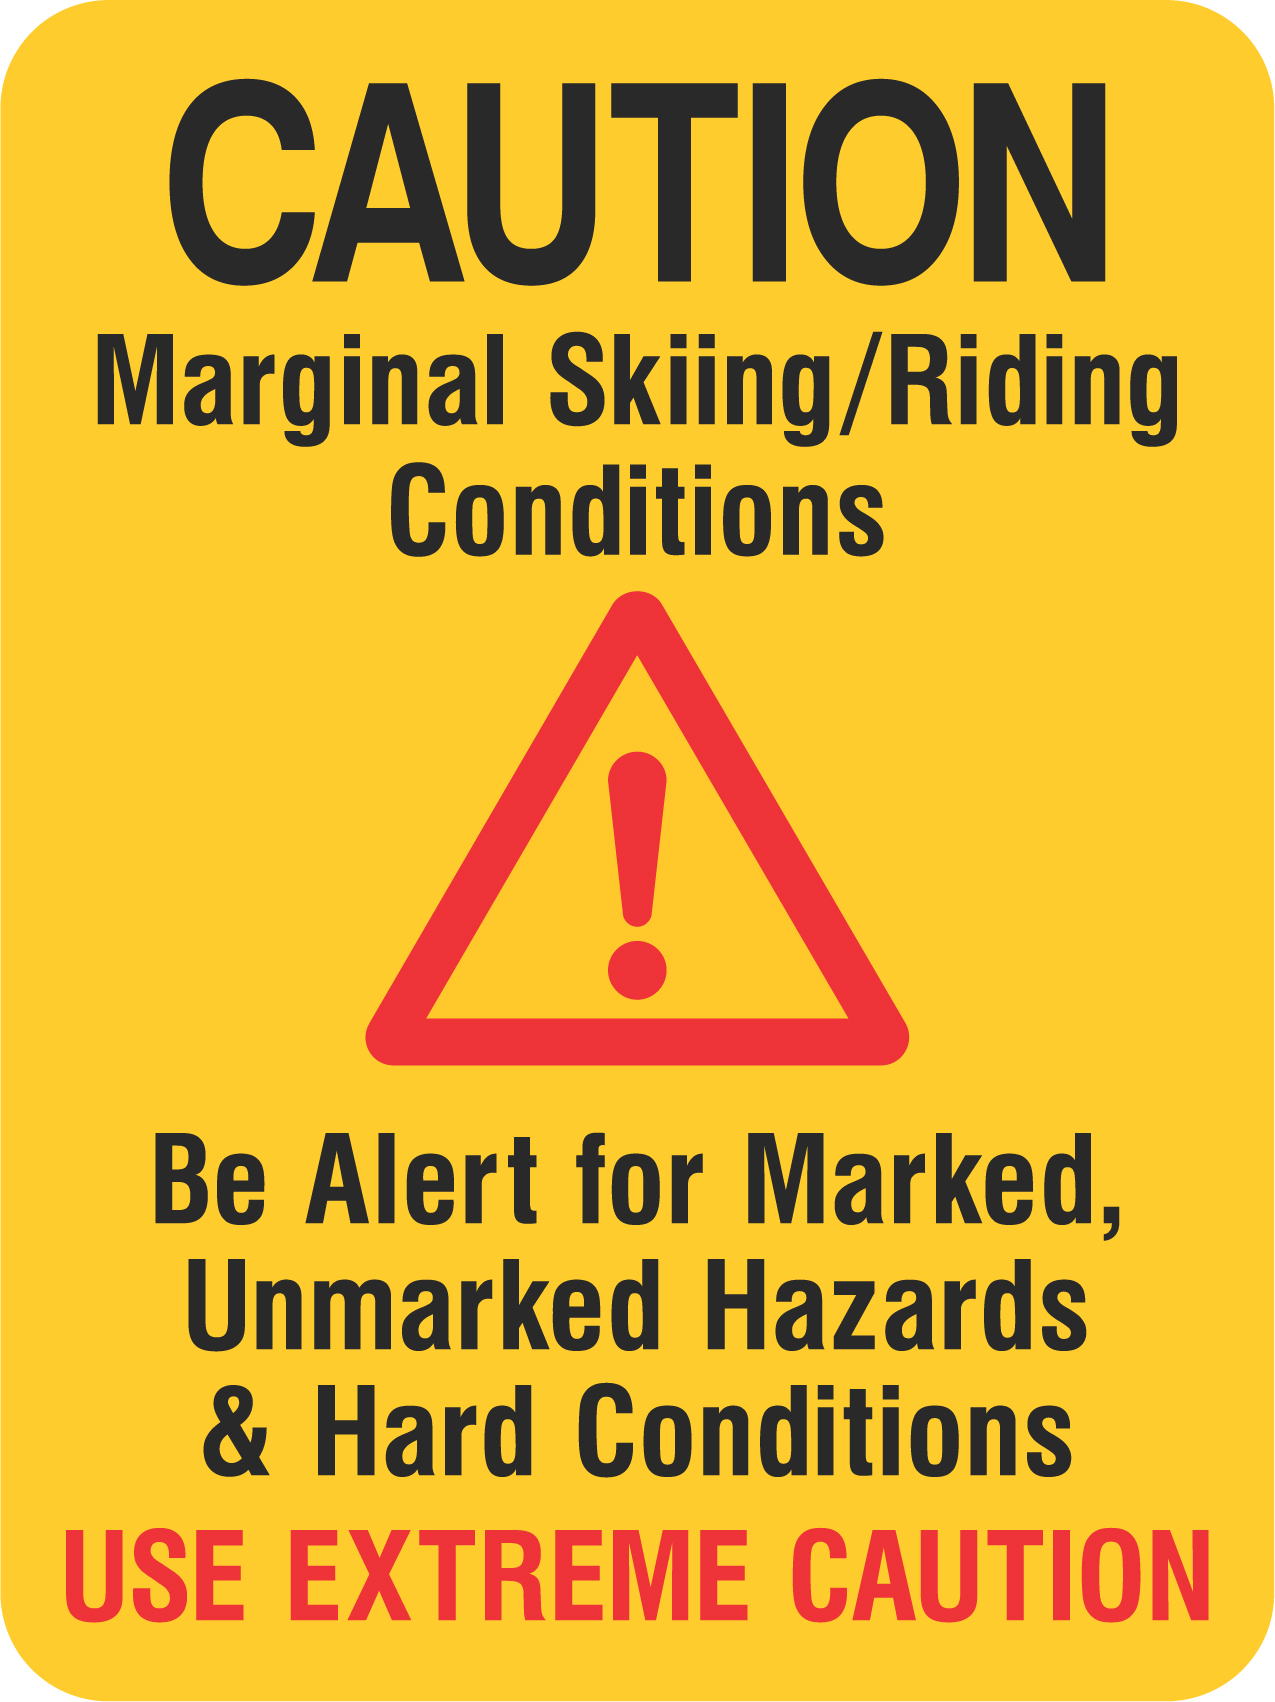 CAUTION
Marginal Skiing/Riding
Conditions
!
Be Alert for Marked,
Unmarked Hazards
& Hard Conditions
USE EXTREME CAUTION